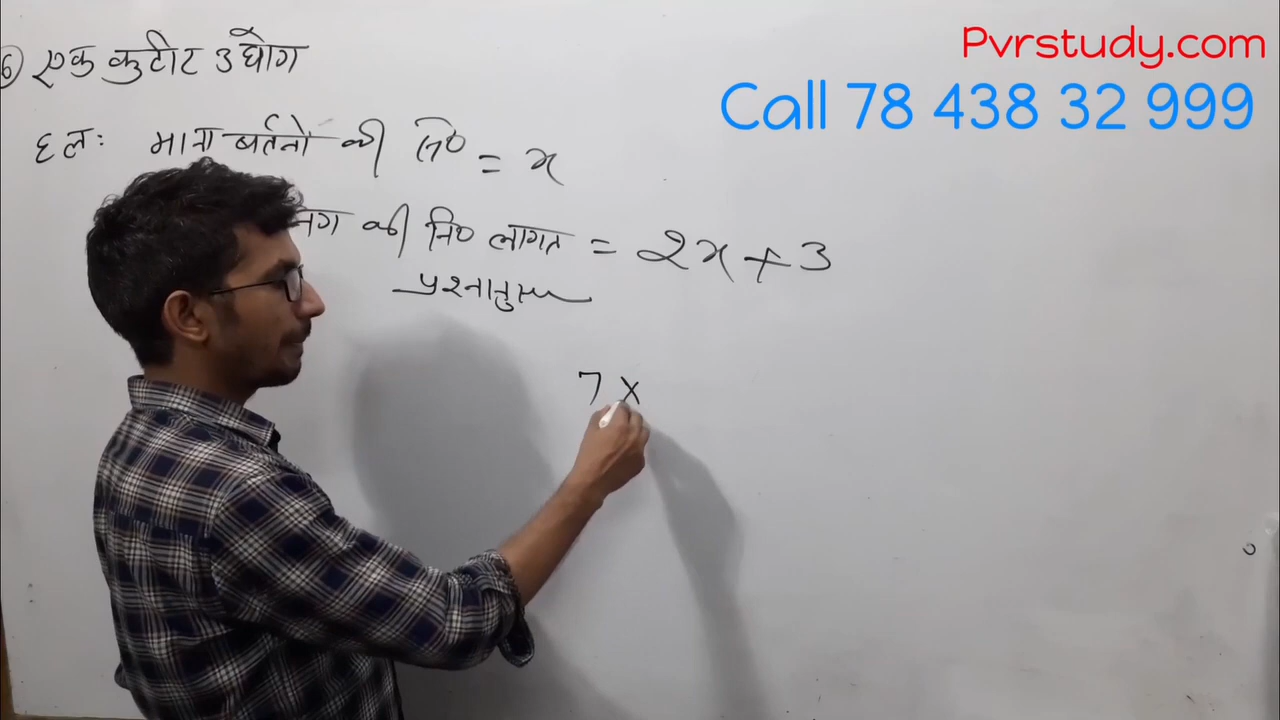 Pvrstudy.com
Call 78 438 32 999
6 एक कुटीर उद्योग
हलः माना बर्तनों की नि० = x
नग की नि० लागत = 2x + 3
प्रश्नानुसार
7 x